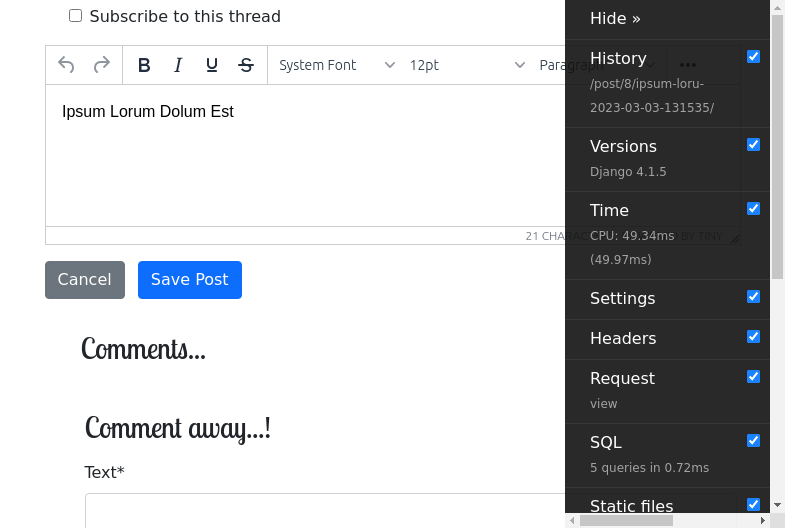 Subscribe to this thread
B I U S System Font 12pt Paragraph
Ipsum Lorum Dolum Est
21 CHARAC BY TINY
Cancel Save Post
Comments...
Comment away...!
Text*
Hide »
History
/post/8/ipsum-loru-
2023-03-03-131535/
Versions
Django 4.1.5
Time
CPU: 49.34ms
(49.97ms)
Settings
Headers
Request
view
SQL
5 queries in 0.72ms
Static files